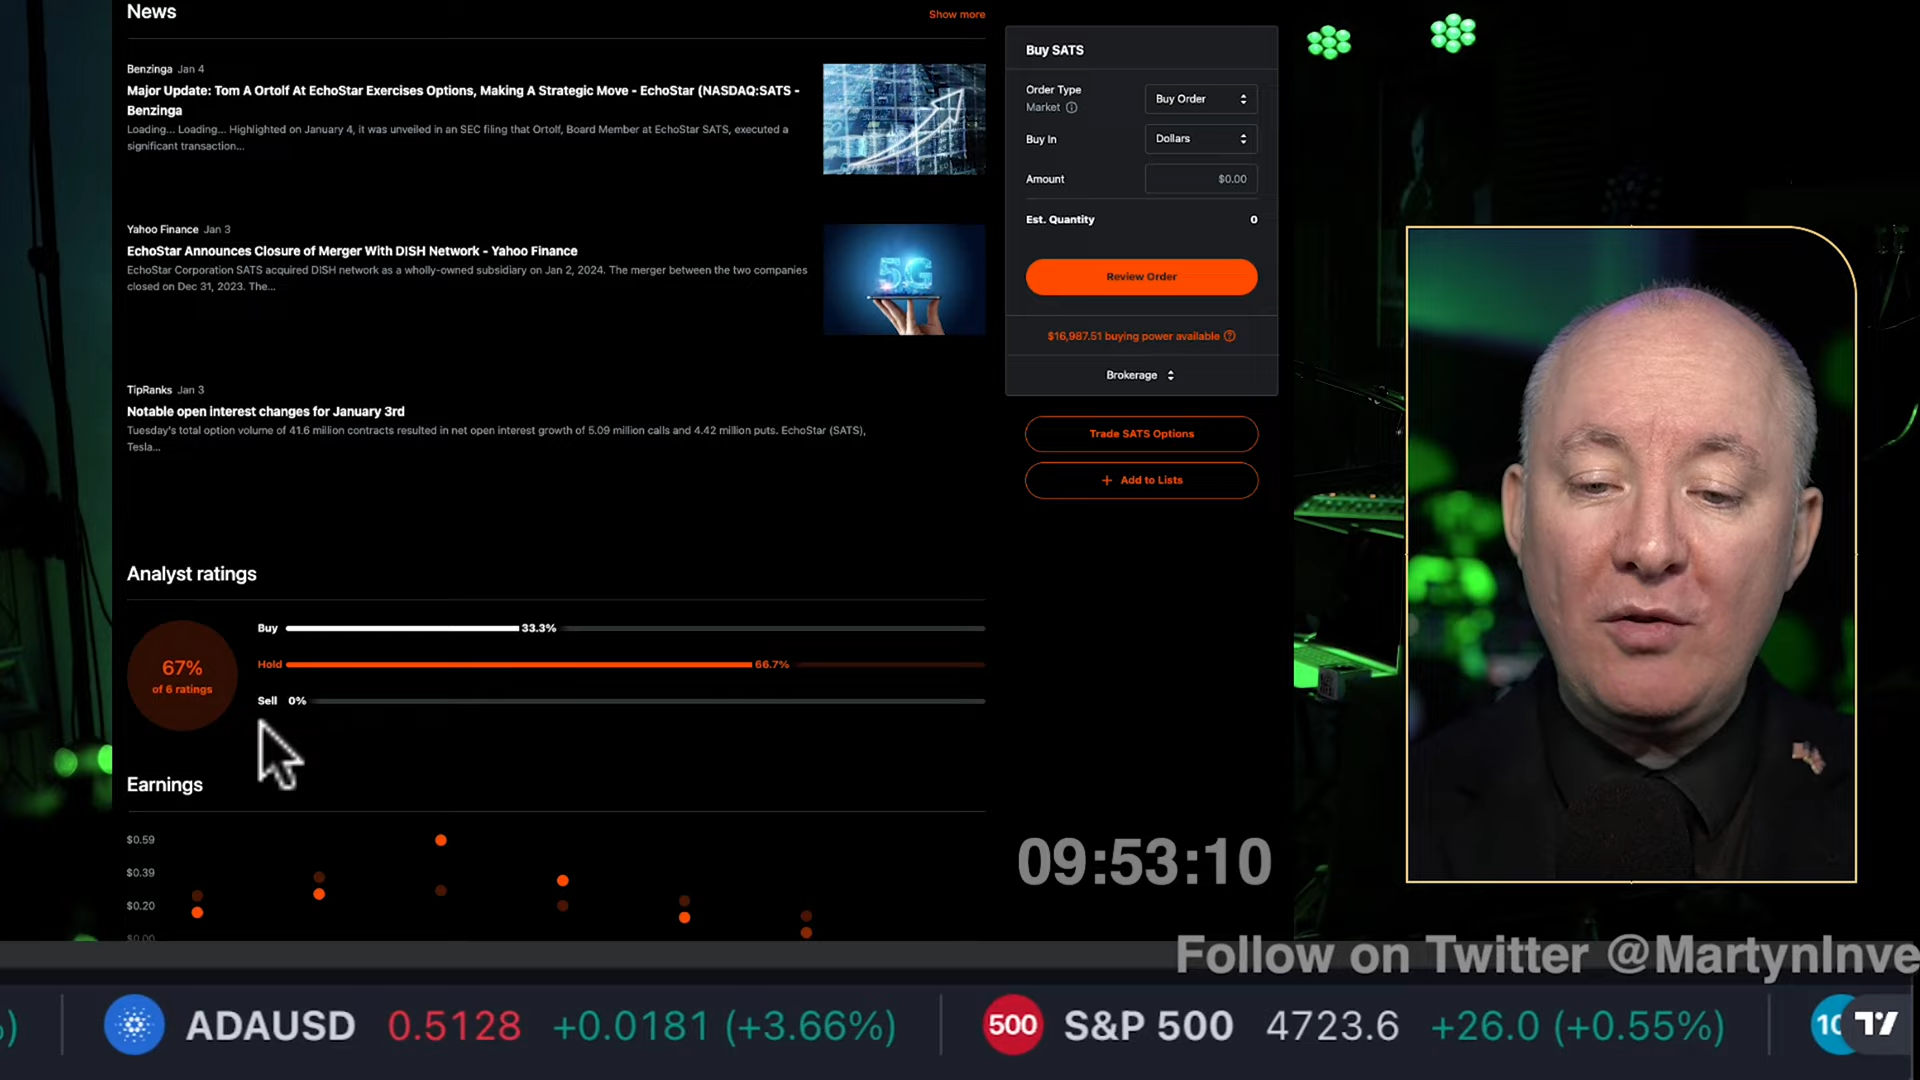 News
Show more
Benzinga Jan 4
Major Update: Tom A Ortolf At EchoStar Exercises Options, Making A Strategic Move - EchoStar (NASDAQ:SATS -
Benzinga
Loading... Loading... Highlighted on January 4, it was unveiled in an SEC filing that Ortolf, Board Member at EchoStar SATS, executed a
significant transaction...
Yahoo Finance Jan 3
EchoStar Announces Closure of Merger With DISH Network - Yahoo Finance
EchoStar Corporation SATS acquired DISH network as a wholly-owned subsidiary on Jan 2, 2024. The merger between the two companies
closed on Dec 31, 2023. The...
5G
TipRanks Jan 3
Notable open interest changes for January 3rd
Tuesday's total option volume of 41.6 million contracts resulted in net open interest growth of 5.09 million calls and 4.42 million puts. EchoStar (SATS),
Tesla...
Analyst ratings
67%
of 6 ratings
Buy 33.3%
Hold 66.7%
Sell 0%
Earnings
$0.59
$0.39
$0.20
$0.00
Buy SATS
Order Type
Market
Buy Order
Buy In
Dollars
Amount
$0.00
Est. Quantity
0
Review Order
$16,987.51 buying power available
Brokerage
Trade SATS Options
+ Add to Lists
09:53:10
Follow on Twitter @MartynInve
%) ADAUSD 0.5128 +0.0181 (+3.66%) 500 S&P 500 4723.6 +26.0 (+0.55%) 10